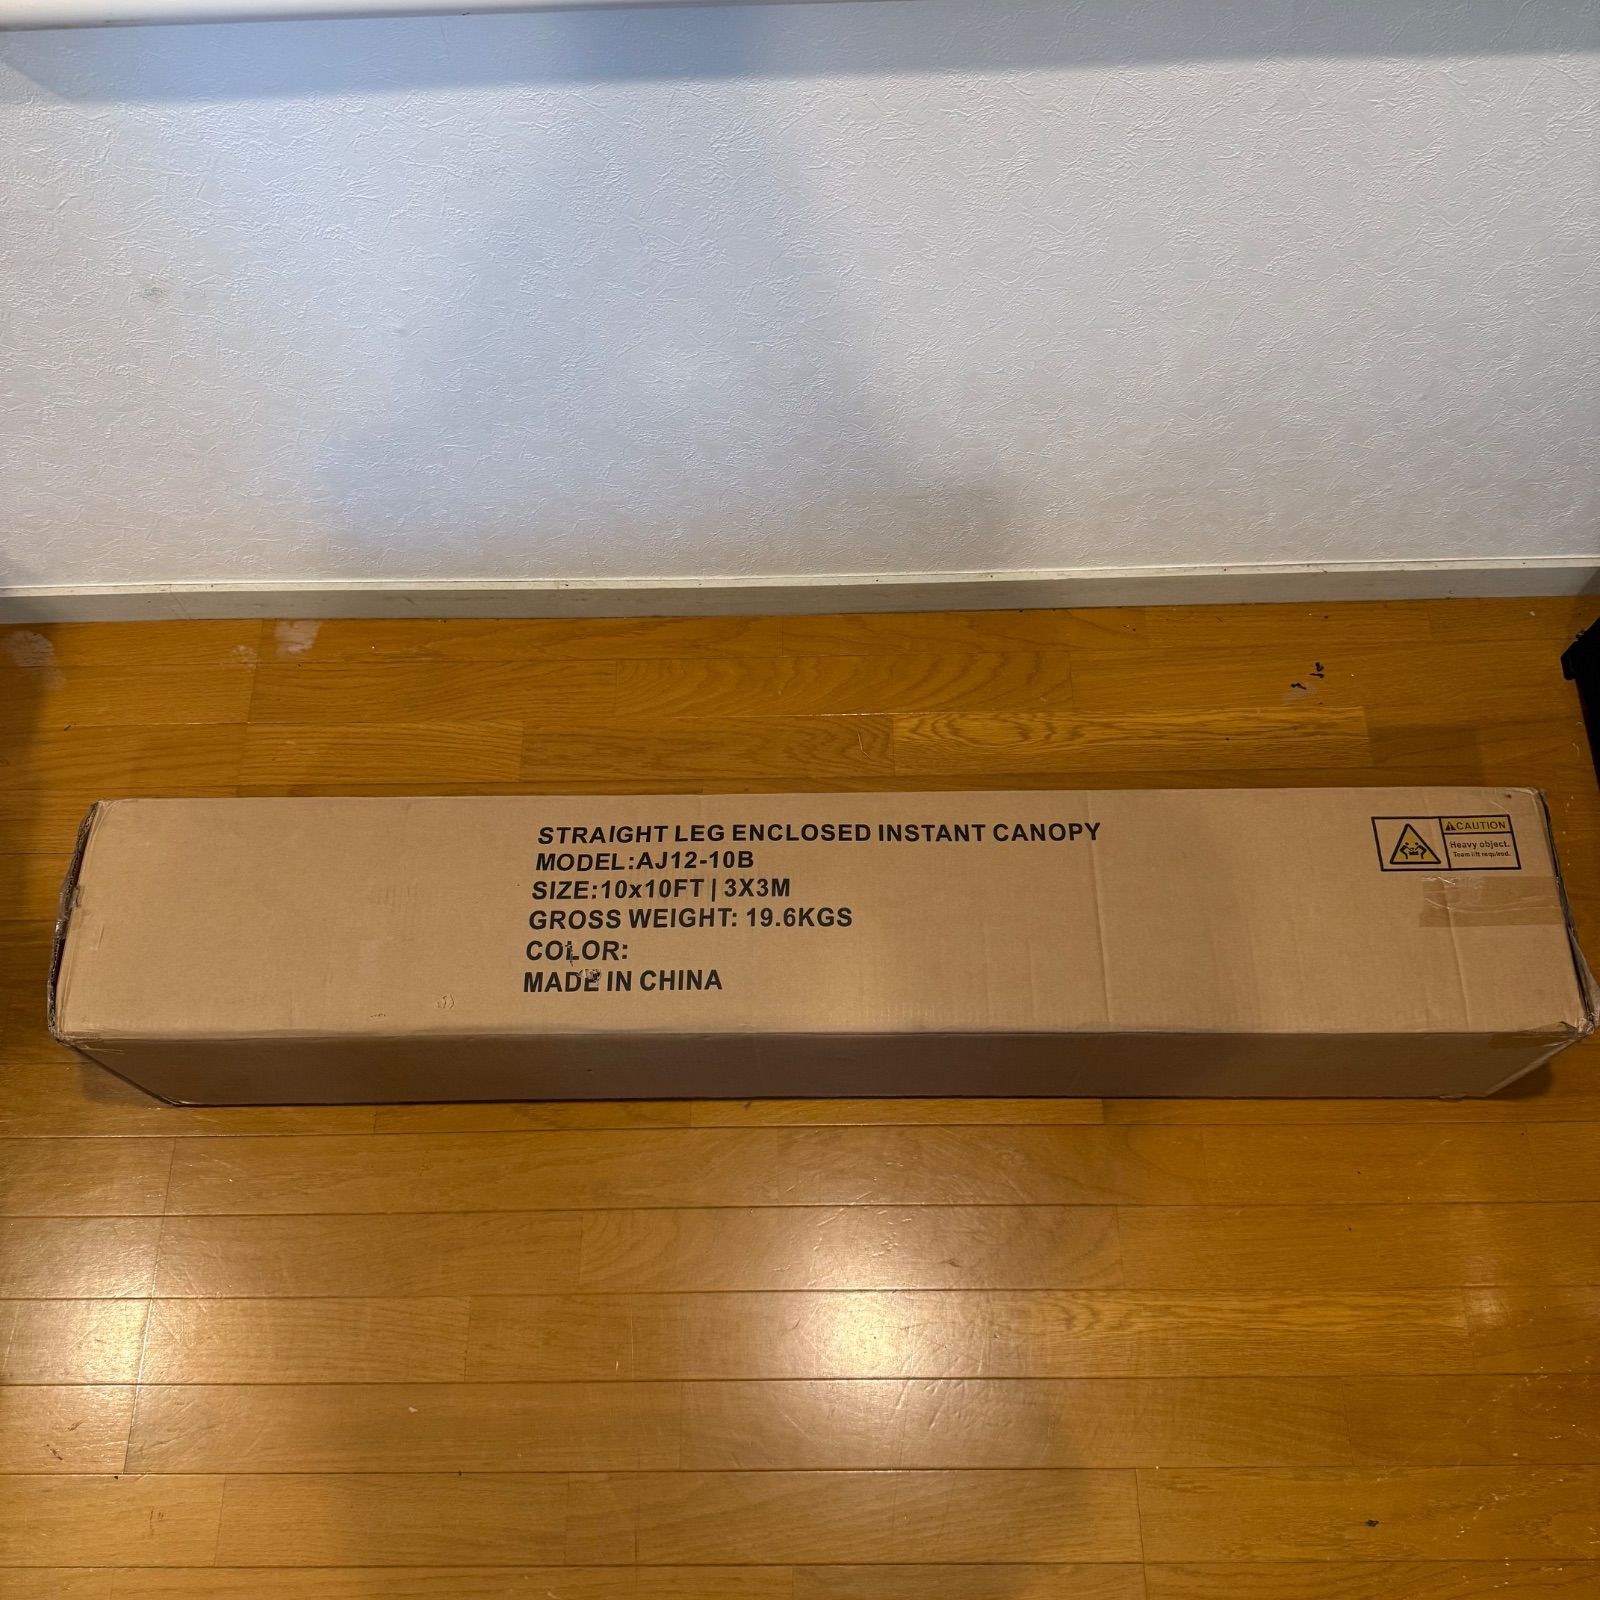 STRAIGHT LEG ENCLOSED INSTANT CANOPY
MODEL:AJ12-10B
SIZE:10x10FT | 3X3M
GROSS WEIGHT: 19.6KGS
COLOR:
MADE IN CHINA
CAUTION
Heavy object.
Team lift required.